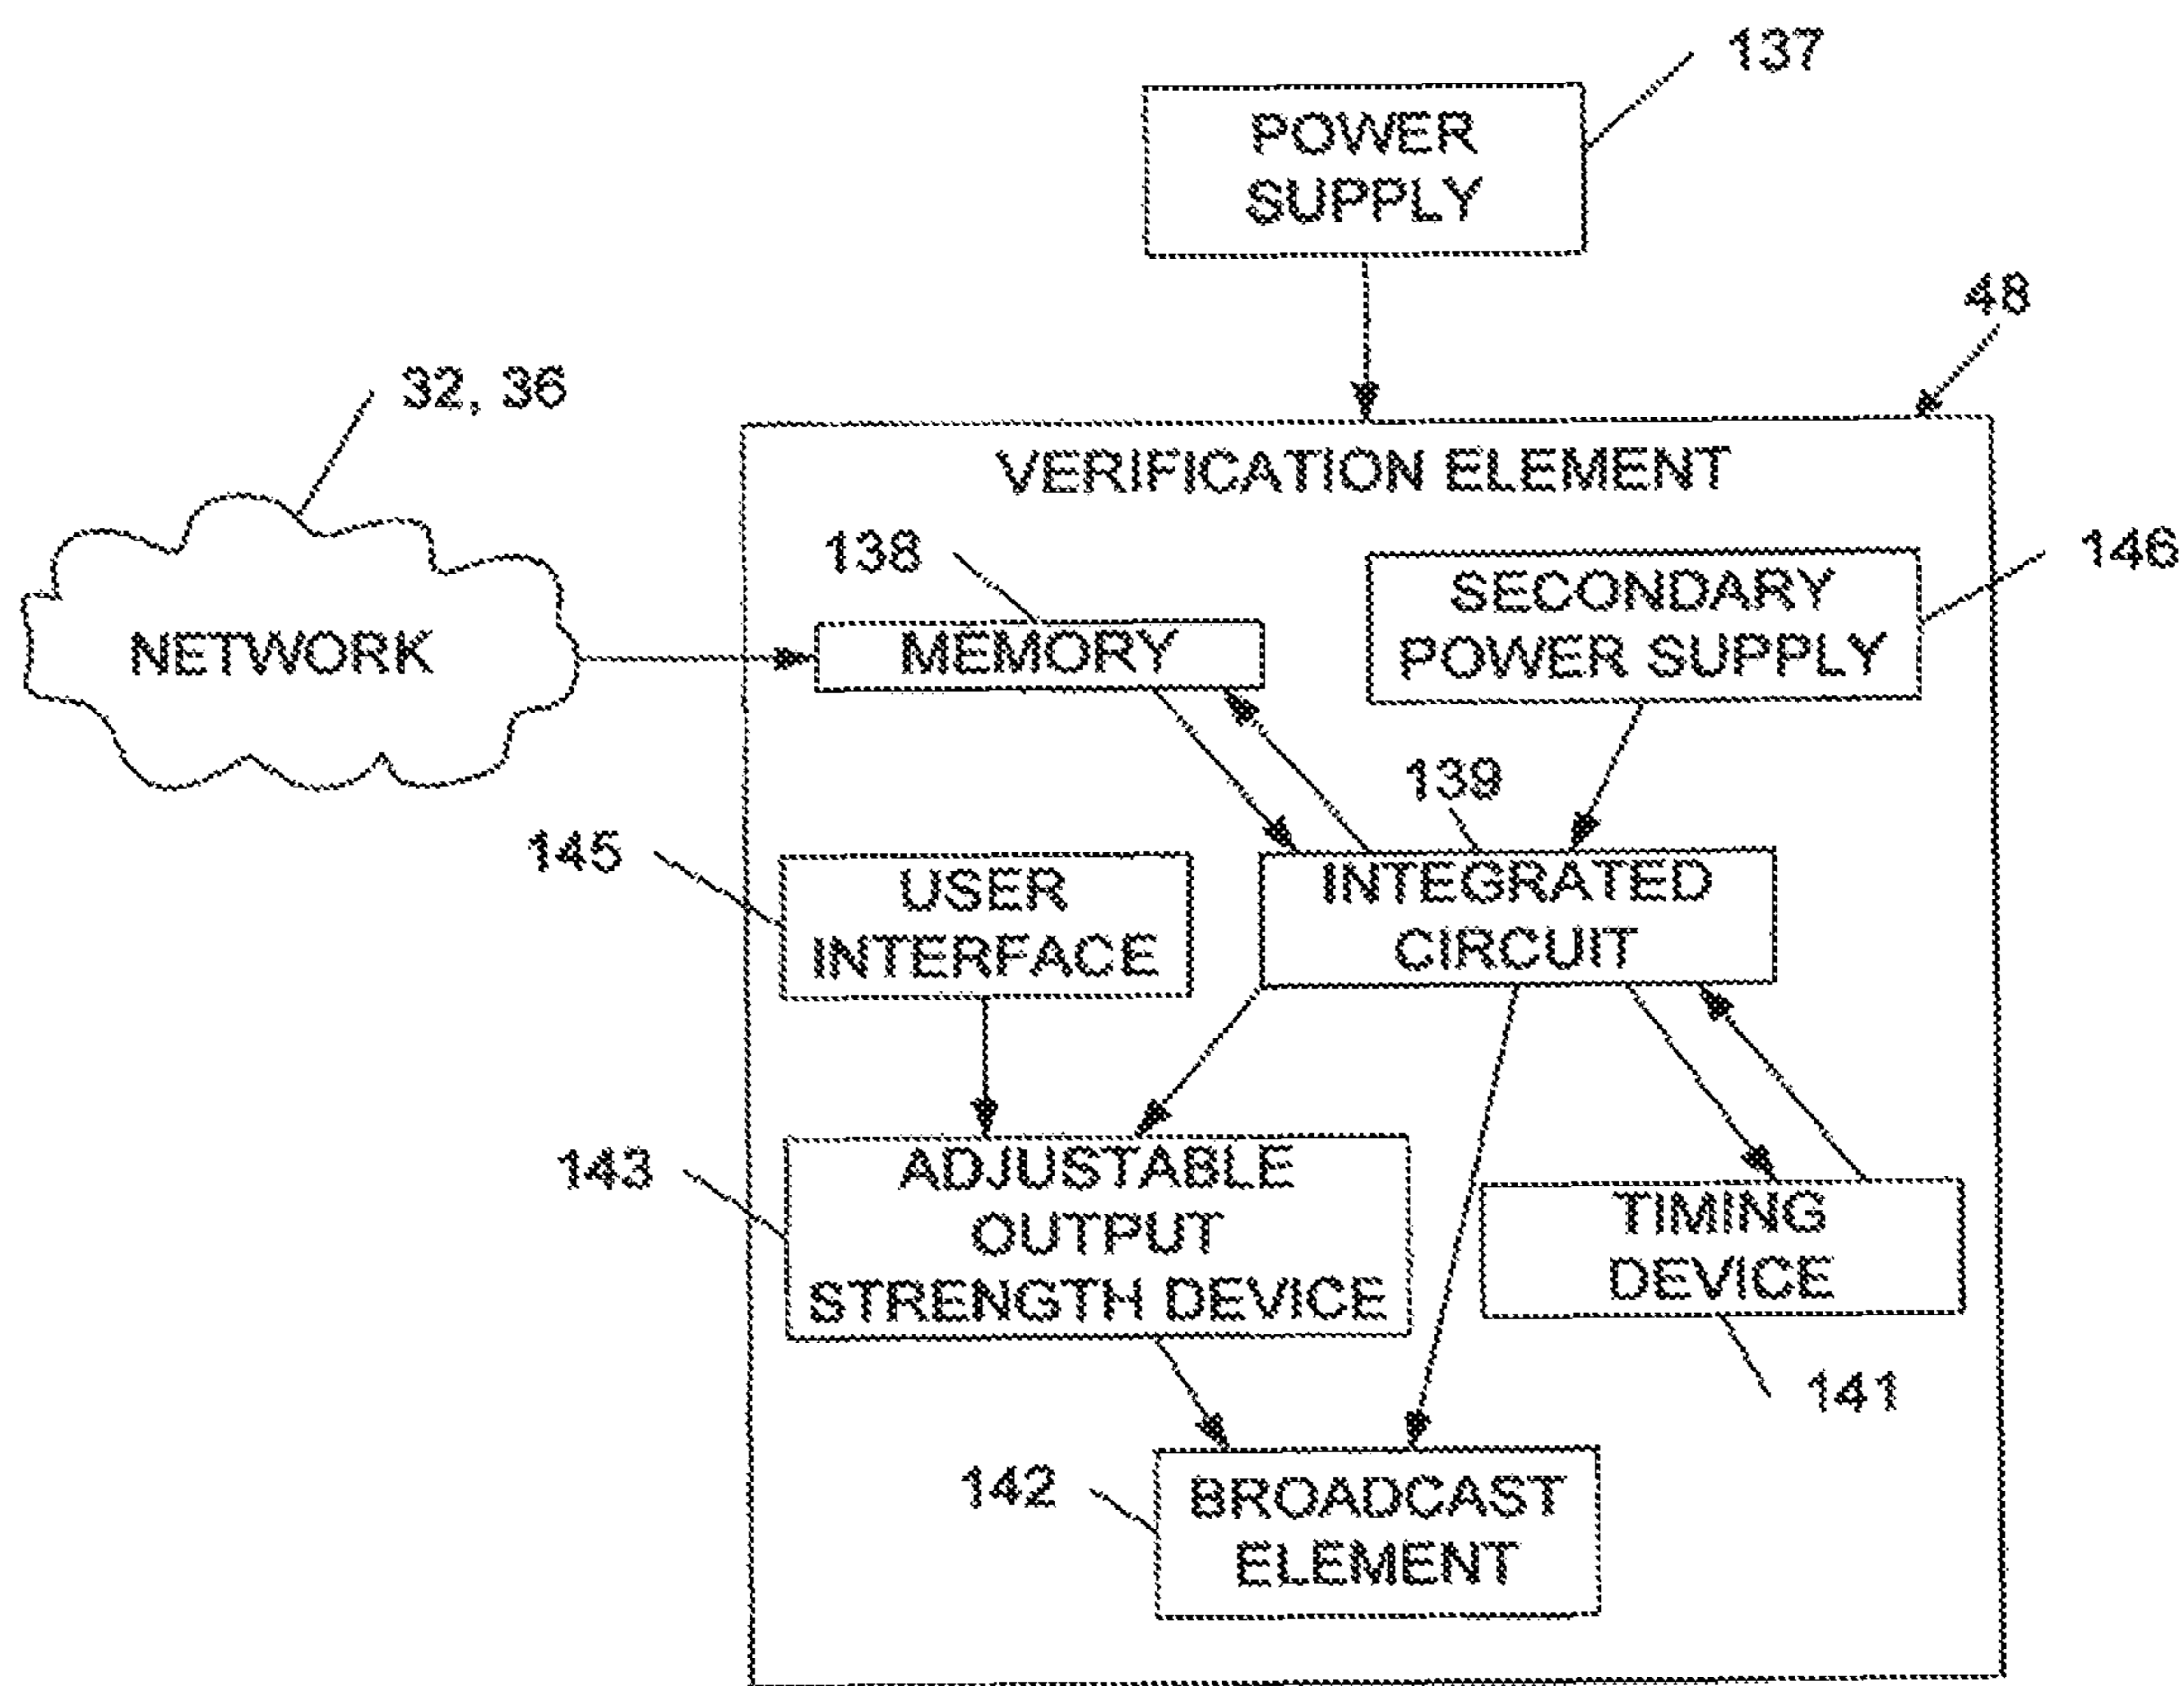 137
POWER
SUPPLY
48
32, 36
VERIFICATION ELEMENT
138
146
SECONDARY
POWER SUPPLY
NETWORK
MEMORY
139
145
USER
INTERFACE
INTEGRATED
CIRCUIT
143
ADJUSTABLE
OUTPUT
STRENGTH DEVICE
TIMING
DEVICE
141
142
BROADCAST
ELEMENT